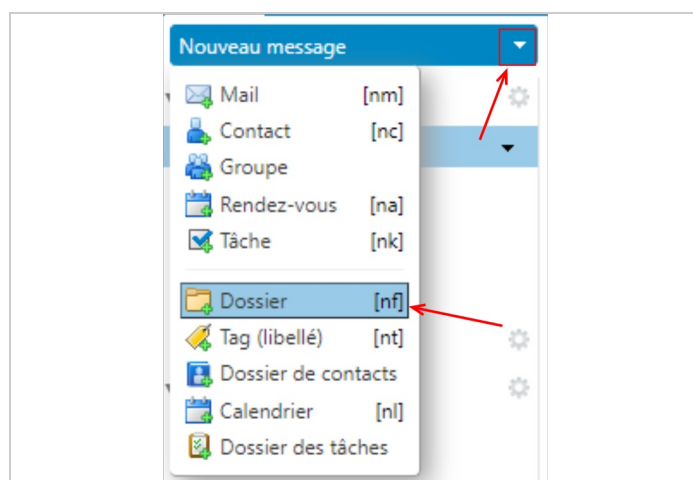 Nouveau message
Mail [nm]
Contact [nc]
Groupe
Rendez-vous [na]
Tâche [nk]
Dossier [nf]
Tag (libellé) [nt]
Dossier de contacts
Calendrier [nl]
Dossier des tâches